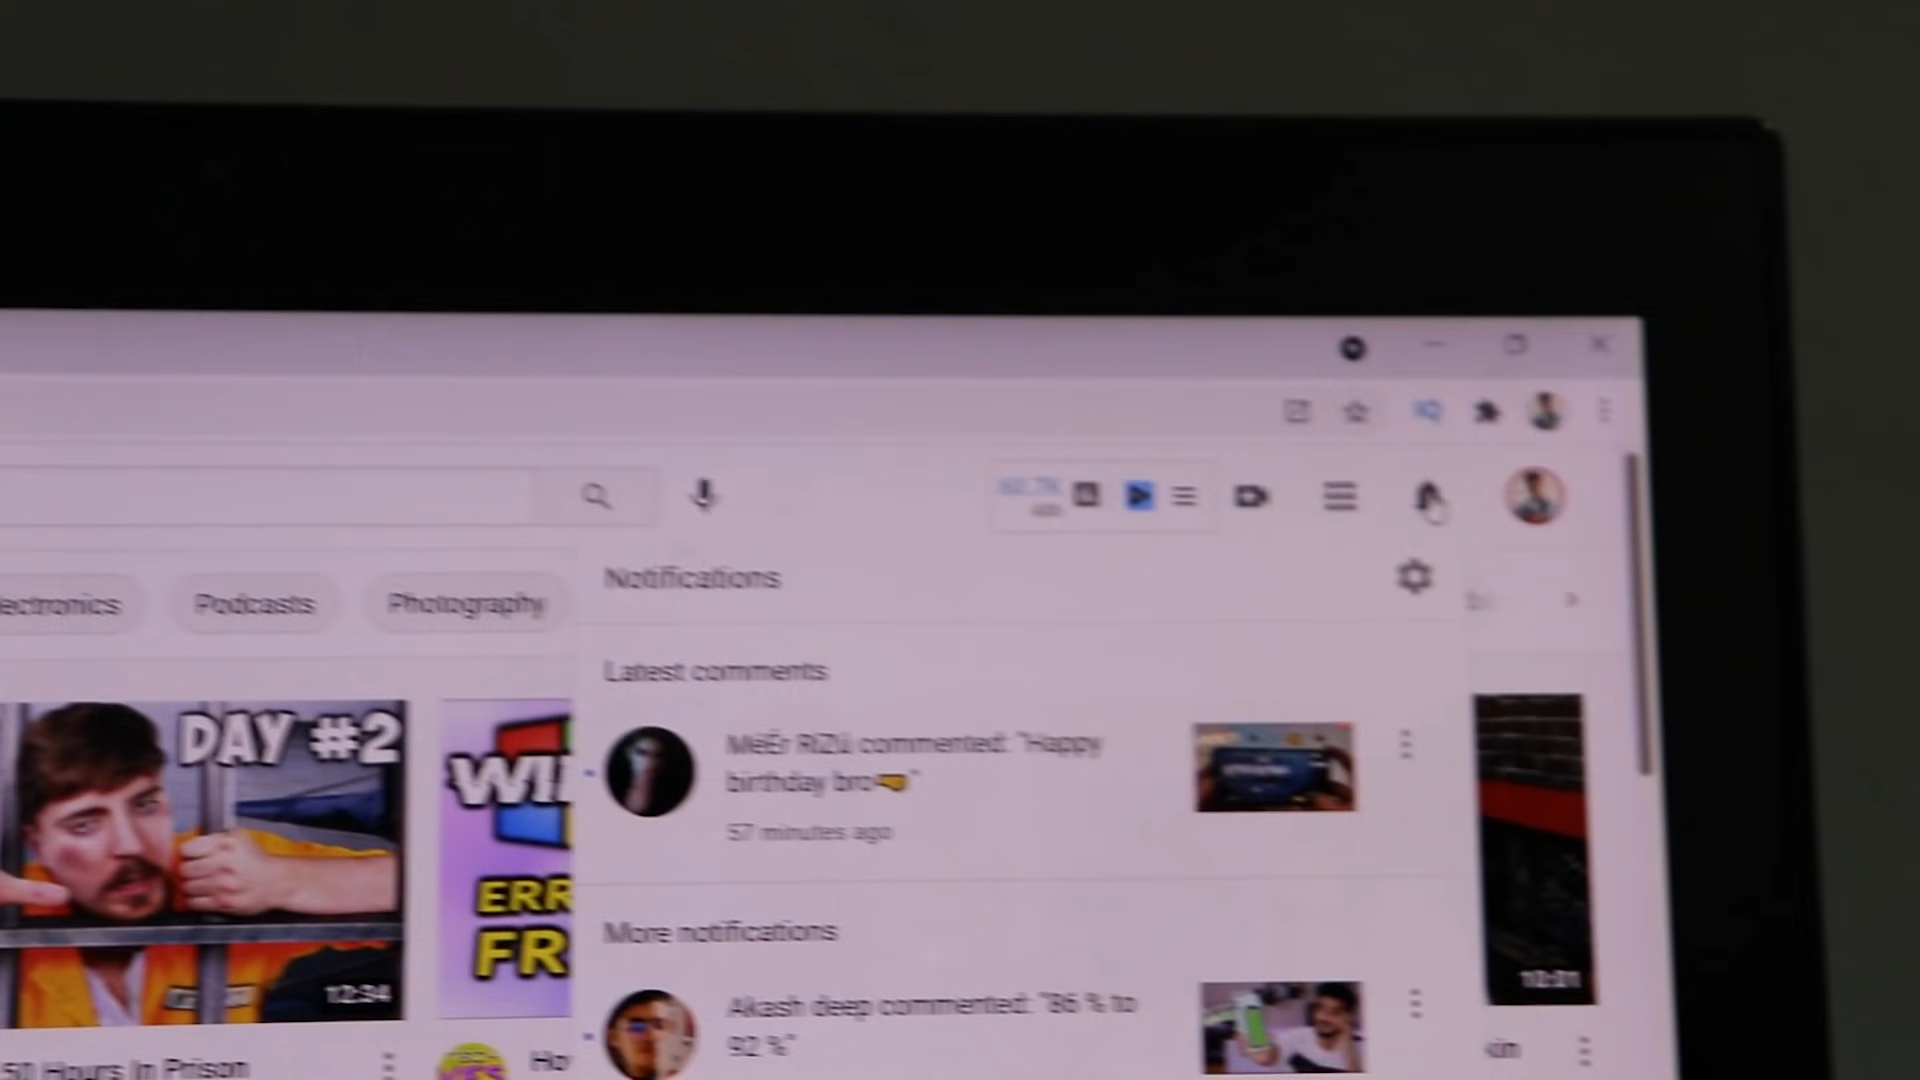 Notifications
Podcasts
Photography
Latest comments
DAY #2
commented: "Happy
birthday bro🤜"
57 minutes ago
ERR
FR
More notifications
12:34
Akash deep commented: "86 % to
92 %"
50 Hours In Prison